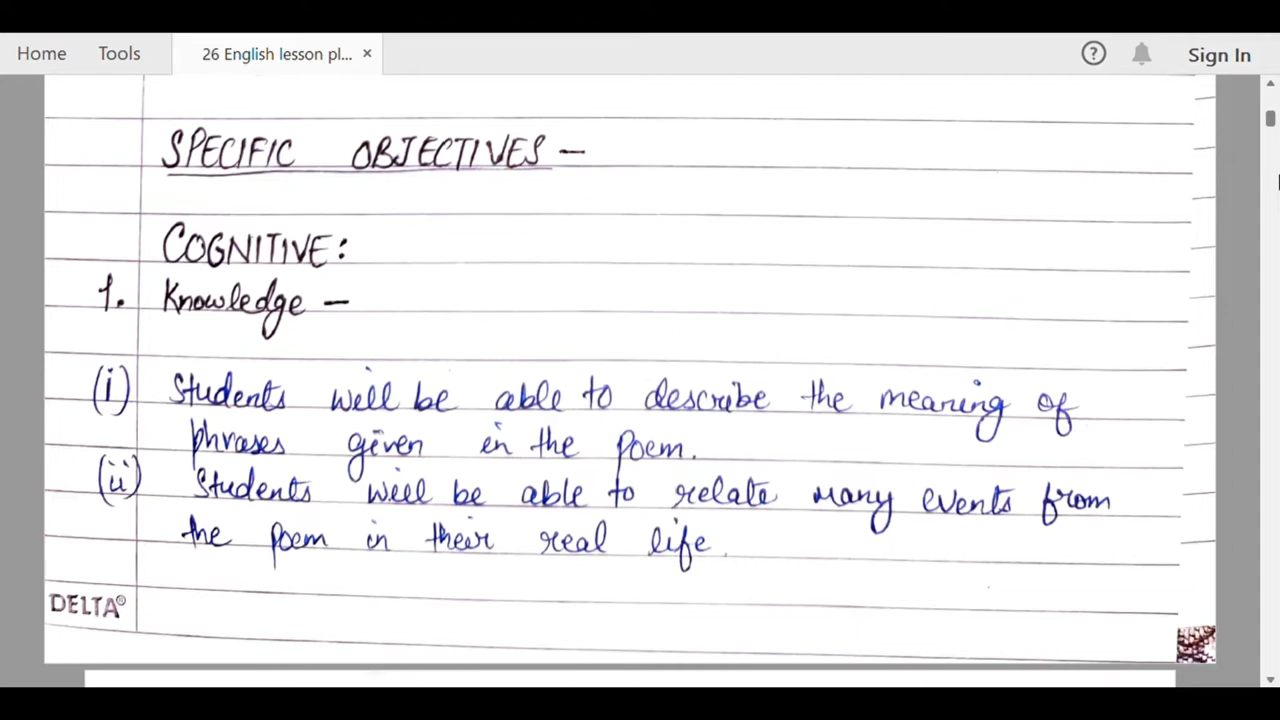 Home Tools 26 English lesson pl... × ? Sign In
SPECIFIC OBJECTIVES –
COGNITIVE:
1. Knowledge –
(i) Students will be able to describe the meaning of
phrases given in the poem.
(ii) Students will be able to relate many events from
the poem in their real life.
DELTA®